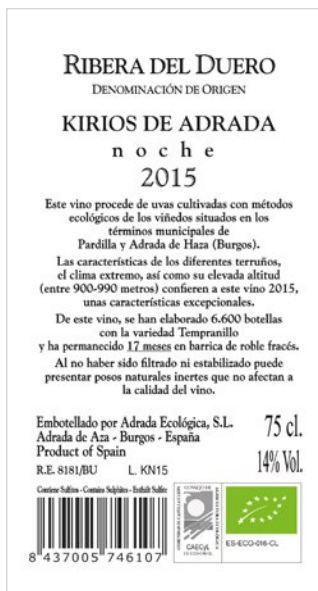 RIBERA DEL DUERO
DENOMINACIÓN DE ORIGEN
KIRIOS DE ADRADA
noche
2015
Este vino procede de uvas cultivadas con métodos
ecológicos de los viñedos situados en los
términos municipales de
Pardilla y Adrada de Haza (Burgos).
Las características de los diferentes terruños,
el clima extremo, así como su elevada altitud
(entre 900-990 metros) confieren a este vino 2015,
unas características excepcionales.
De este vino, se han elaborado 6.600 botellas
con la variedad Tempranillo
y ha permanecido 17 meses en barrica de roble fracés.
Al no haber sido filtrado ni estabilizado puede
presentar posos naturales inertes que no afectan a
la calidad del vino.
Embotellado por Adrada Ecológica, S.L.
Adrada de Aza - Burgos - España
Product of Spain
R.E. 8181/BU L. KN15
75 cl.
14% Vol.
Contiene Sulfitos - Contains Sulphites - Enthält Sulfite
8 437005 746107
CAECyL
ES-ECO-016-CL